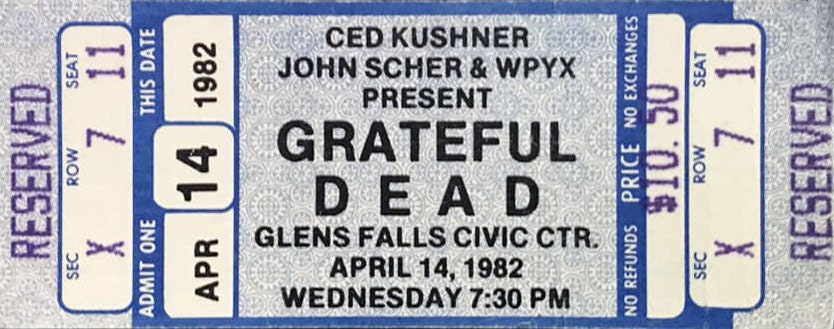 RESERVED
SEC X ROW 7 SEAT 11
ADMIT ONE THIS DATE
APR 14 1982
CED KUSHNER
JOHN SCHER & WPYX
PRESENT
GRATEFUL
DEAD
GLENS FALLS CIVIC CTR.
APRIL 14, 1982
WEDNESDAY 7:30 PM
NO REFUNDS PRICE NO EXCHANGES
$10.50
SEC X ROW 7 SEAT 11
RESERVED